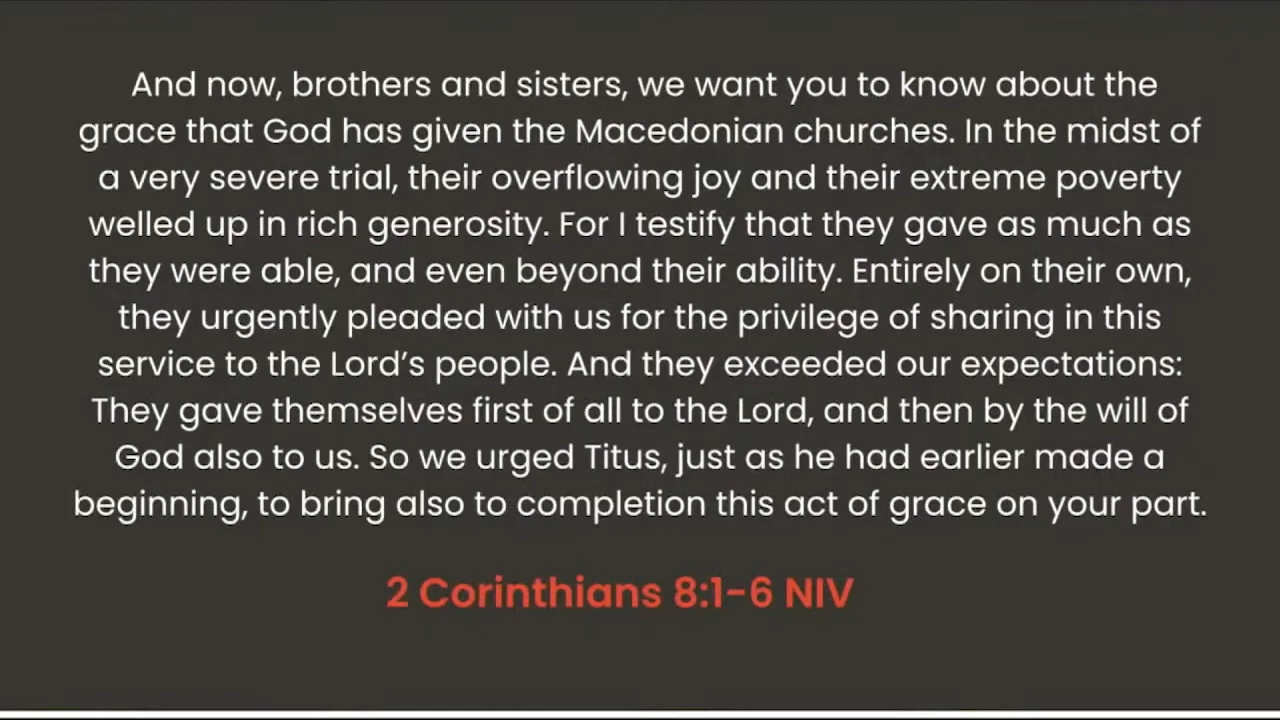 And now, brothers and sisters, we want you to know about the
grace that God has given the Macedonian churches. In the midst of
a very severe trial, their overflowing joy and their extreme poverty
welled up in rich generosity. For I testify that they gave as much as
they were able, and even beyond their ability. Entirely on their own,
they urgently pleaded with us for the privilege of sharing in this
service to the Lord’s people. And they exceeded our expectations:
They gave themselves first of all to the Lord, and then by the will of
God also to us. So we urged Titus, just as he had earlier made a
beginning, to bring also to completion this act of grace on your part.
2 Corinthians 8:1-6 NIV